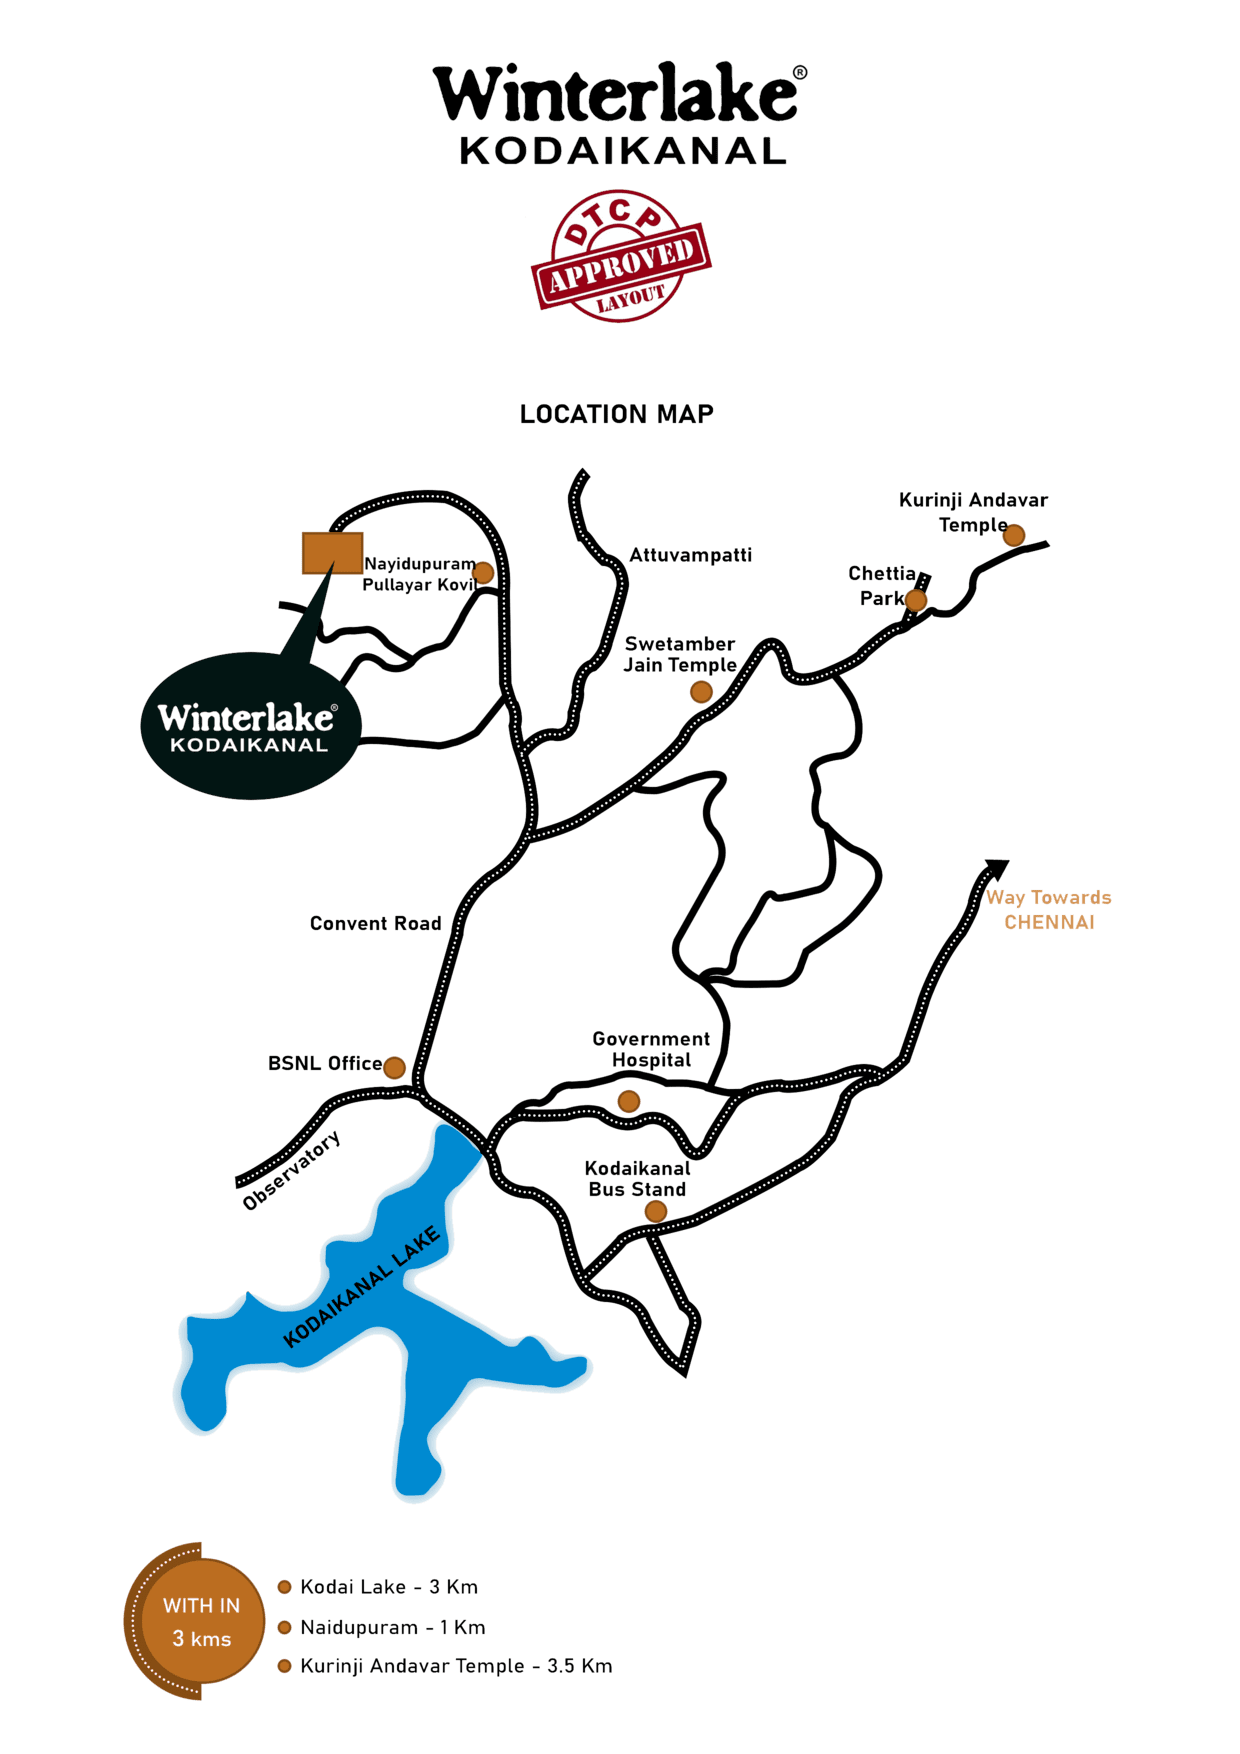 Winterlake®
KODAIKANAL
DTCP
APPROVED
LAYOUT
LOCATION MAP
Kurinji Andavar
Temple
Attuvampatti
Nayidupuram
Pullayar Kovil
Chettia
Park
Swetamber
Jain Temple
Winterlake®
KODAIKANAL
Way Towards
CHENNAI
Convent Road
Government
Hospital
BSNL Office
Observatory
Kodaikanal
Bus Stand
KODAIKANAL LAKE
WITH IN
3 kms
Kodai Lake - 3 Km
Naidupuram - 1 Km
Kurinji Andavar Temple - 3.5 Km